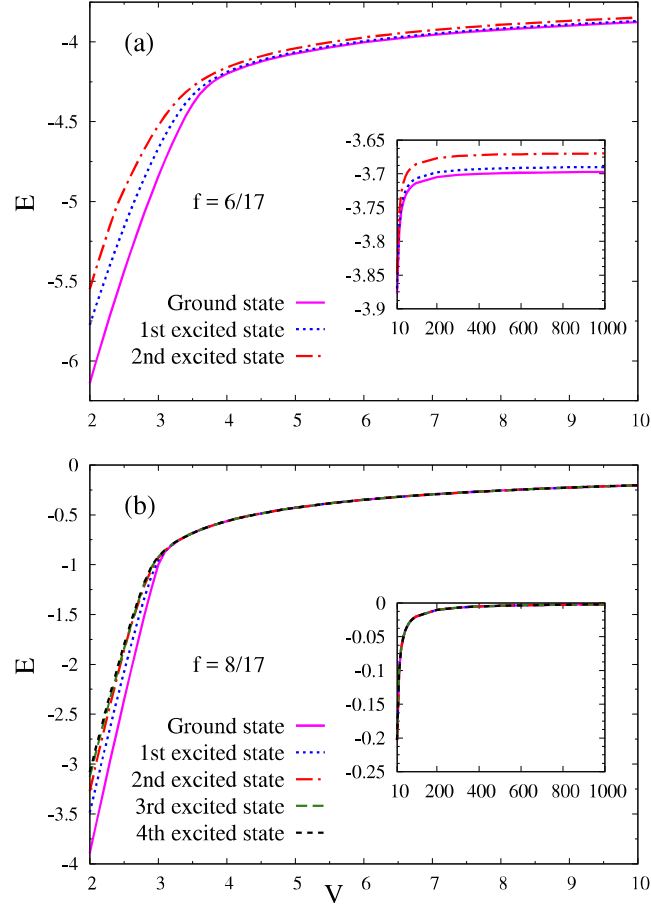 (a)
E
-4
-4.5
-5
-5.5
-6
2 3 4 5 6 7 8 9 10
f = 6/17
Ground state
1st excited state
2nd excited state
-3.65
-3.7
-3.75
-3.8
-3.85
-3.9
10 200 400 600 800 1000
(b)
E
0
-0.5
-1
-1.5
-2
-2.5
-3
-3.5
-4
2 3 4 5 6 7 8 9 10
V
f = 8/17
Ground state
1st excited state
2nd excited state
3rd excited state
4th excited state
0
-0.05
-0.1
-0.15
-0.2
-0.25
10 200 400 600 800 1000